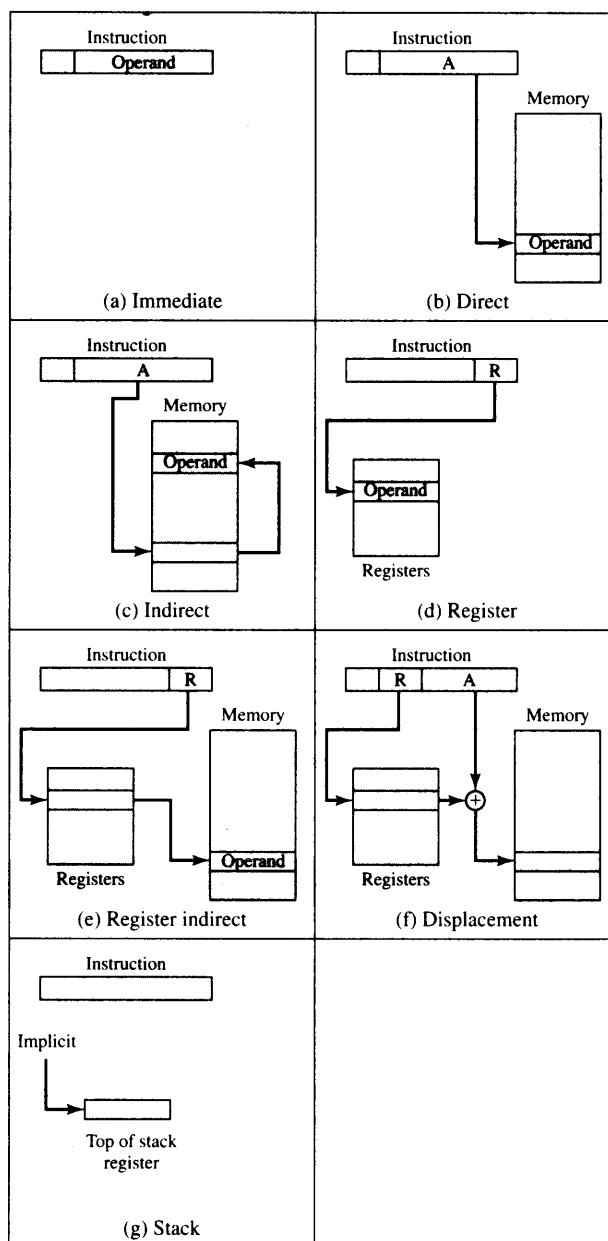 Instruction
Operand
(a) Immediate
Instruction
A
Memory
Operand
(b) Direct
Instruction
A
Memory
Operand
(c) Indirect
Instruction
R
Operand
Registers
(d) Register
Instruction
R
Memory
Registers
Operand
(e) Register indirect
Instruction
R A
Memory
+
Registers
(f) Displacement
Instruction
Implicit
Top of stack
register
(g) Stack